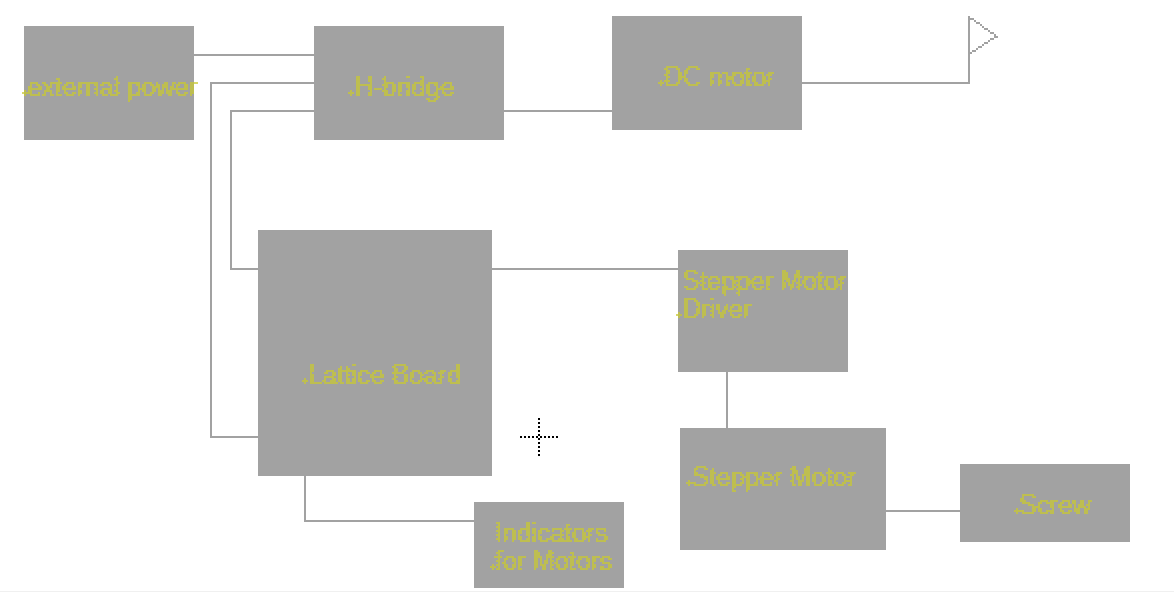 external power
H-bridge
DC motor
Stepper Motor
Driver
Lattice Board
Stepper Motor
Screw
Indicators
for Motors